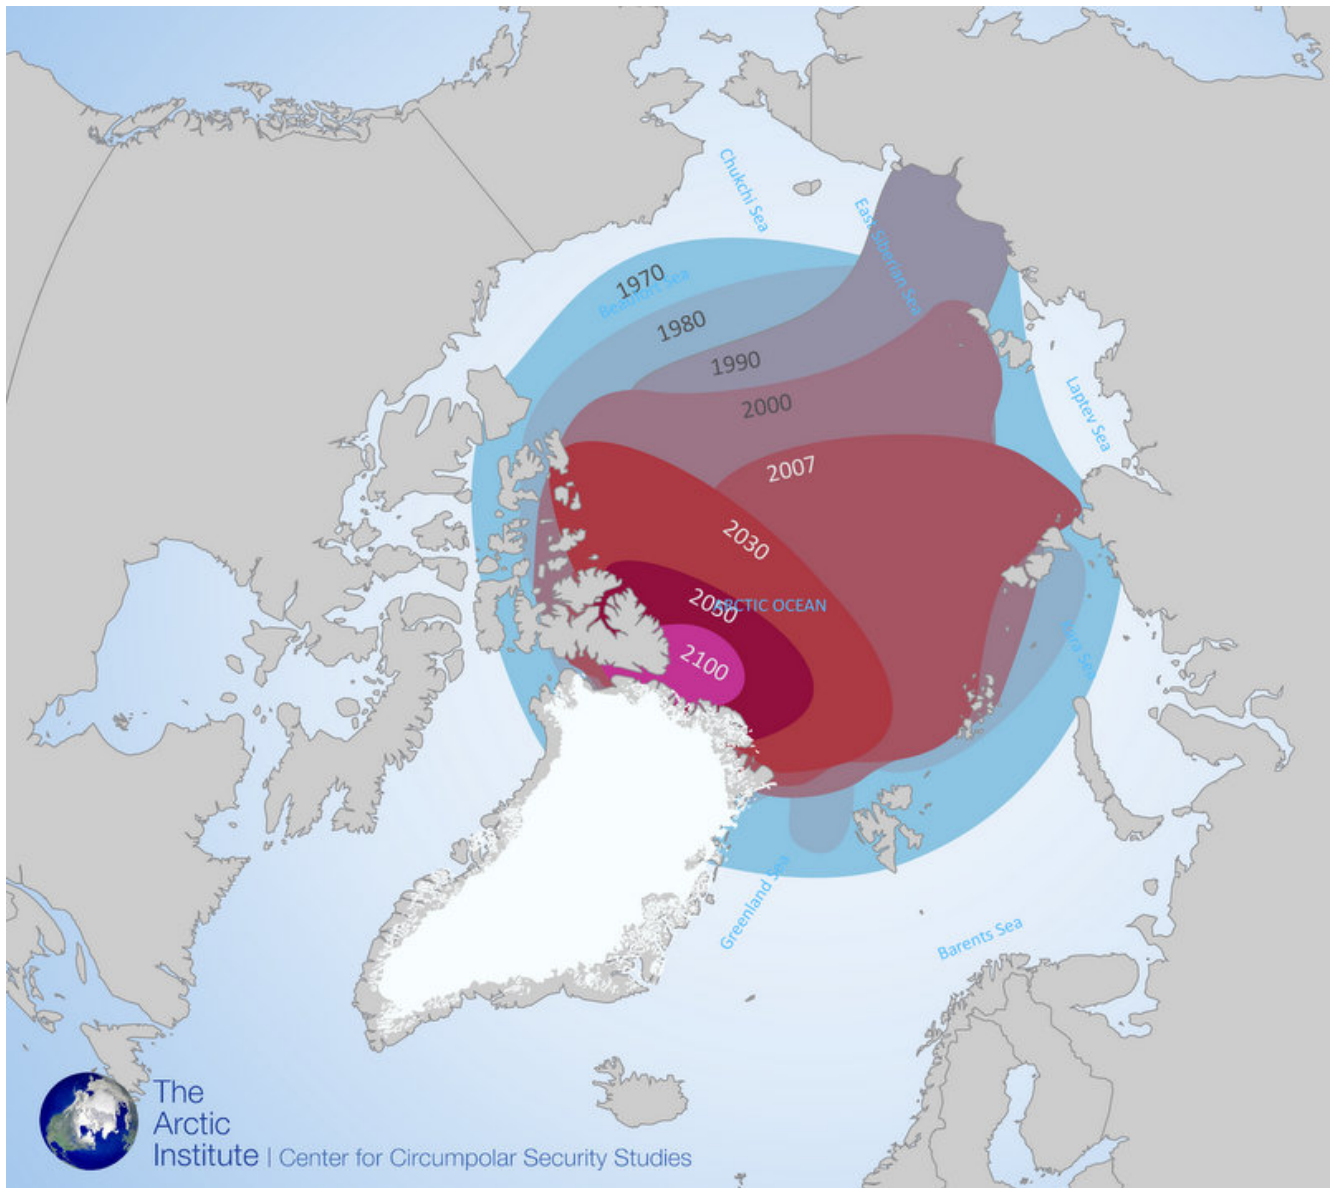 Chukchi Sea
East Siberian Sea
1970
Beaufort Sea
1980
1990
2000
Laptev Sea
2007
2030
2050
ARCTIC OCEAN
Kara Sea
2100
Greenland Sea
Barents Sea
The
Arctic
Institute | Center for Circumpolar Security Studies